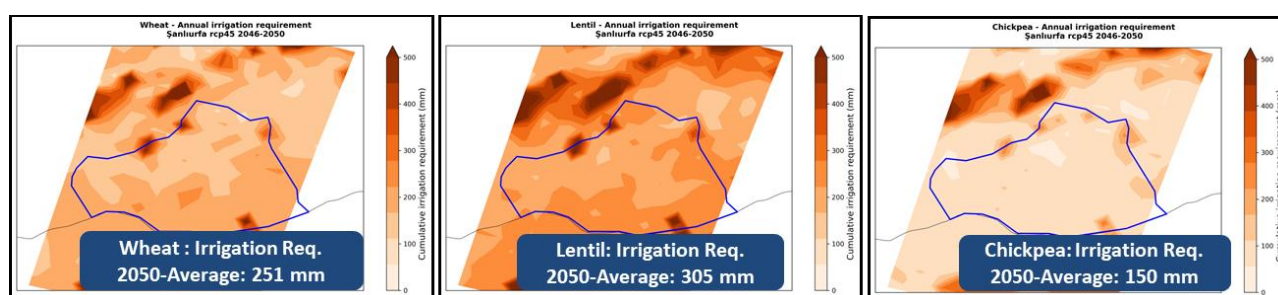 Wheat - Annual irrigation requirement
Şanlıurfa rcp45 2046-2050
500
400
300
200
100
0
Cumulative irrigation requirement (mm)
Wheat : Irrigation Req.
2050-Average: 251 mm
Lentil - Annual irrigation requirement
Şanlıurfa rcp45 2046-2050
500
400
300
200
100
0
Cumulative irrigation requirement (mm)
Lentil: Irrigation Req.
2050-Average: 305 mm
Chickpea - Annual irrigation requirement
Şanlıurfa rcp45 2046-2050
500
400
300
200
100
0
(mm)
Chickpea: Irrigation Req.
2050-Average: 150 mm